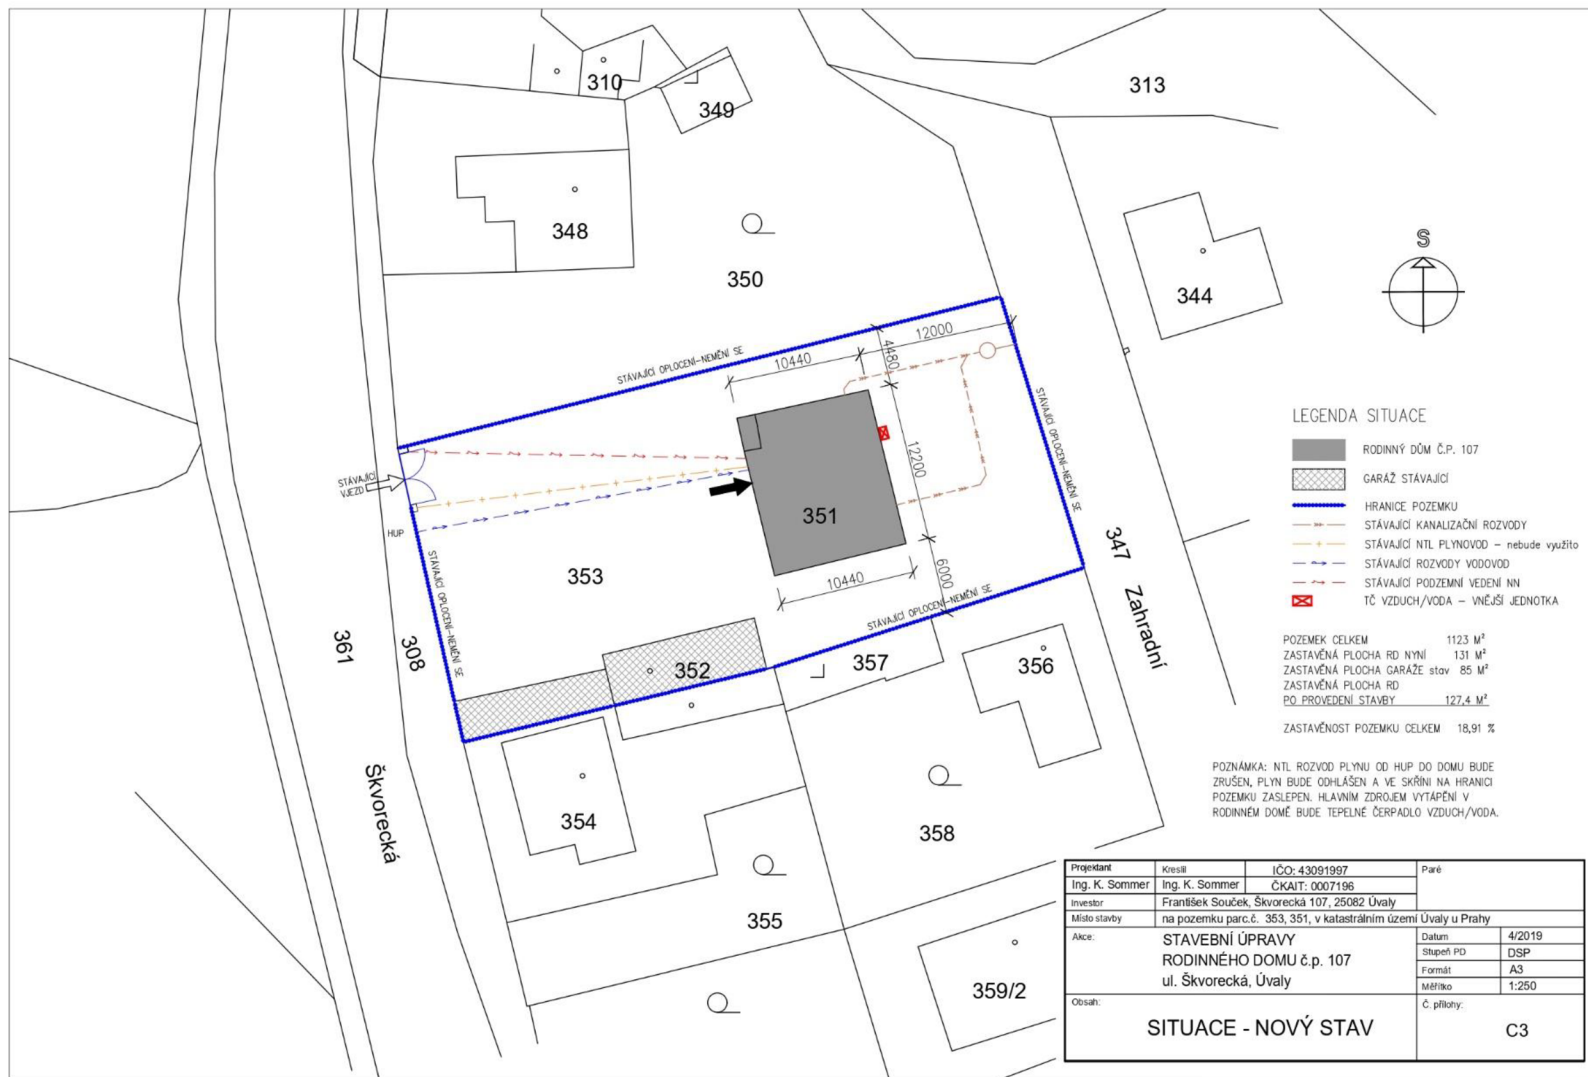 310
349
313
348
350
344
S
STÁVAJÍCÍ OPLOCENÍ-NEMĚNÍ SE
10440
12000
4480
12200
STÁVAJÍCÍ OPLOCENÍ-NEMĚNÍ SE
STÁVAJÍCÍ
VJEZD
HUP
351
353
10440
6000
STÁVAJÍCÍ OPLOCENÍ-NEMĚNÍ SE
STÁVAJÍCÍ OPLOCENÍ-NEMĚNÍ SE
347
Zahradní
361
308
352
357
356
Škvorecká
354
358
355
359/2
LEGENDA SITUACE
RODINNÝ DŮM Č.P. 107
GARÁŽ STÁVAJÍCÍ
HRANICE POZEMKU
STÁVAJÍCÍ KANALIZAČNÍ ROZVODY
STÁVAJÍCÍ NTL PLYNOVOD – nebude využito
STÁVAJÍCÍ ROZVODY VODOVOD
STÁVAJÍCÍ PODZEMNÍ VEDENÍ NN
TČ VZDUCH/VODA – VNĚJŠÍ JEDNOTKA
POZEMEK CELKEM 1123 M²
ZASTAVĚNÁ PLOCHA RD NYNÍ 131 M²
ZASTAVĚNÁ PLOCHA GARÁŽE stav 85 M²
ZASTAVĚNÁ PLOCHA RD
PO PROVEDENÍ STAVBY 127,4 M²
ZASTAVĚNOST POZEMKU CELKEM 18,91 %
POZNÁMKA: NTL ROZVOD PLYNU OD HUP DO DOMU BUDE
ZRUŠEN, PLYN BUDE ODHLÁŠEN A VE SKŘÍNI NA HRANICI
POZEMKU ZASLEPEN. HLAVNÍM ZDROJEM VYTÁPĚNÍ V
RODINNÉM DOMĚ BUDE TEPELNÉ ČERPADLO VZDUCH/VODA.
Projektant Kreslil IČO: 43091997 Paré
Ing. K. Sommer Ing. K. Sommer ČKAIT: 0007196
Investor František Souček, Škvorecká 107, 25082 Úvaly
Místo stavby na pozemku parc.č. 353, 351, v katastrálním území Úvaly u Prahy
Akce: STAVEBNÍ ÚPRAVY
RODINNÉHO DOMU č.p. 107
ul. Škvorecká, Úvaly
Datum 4/2019
Stupeň PD DSP
Formát A3
Měřítko 1:250
Obsah: SITUACE - NOVÝ STAV
Č. přílohy: C3